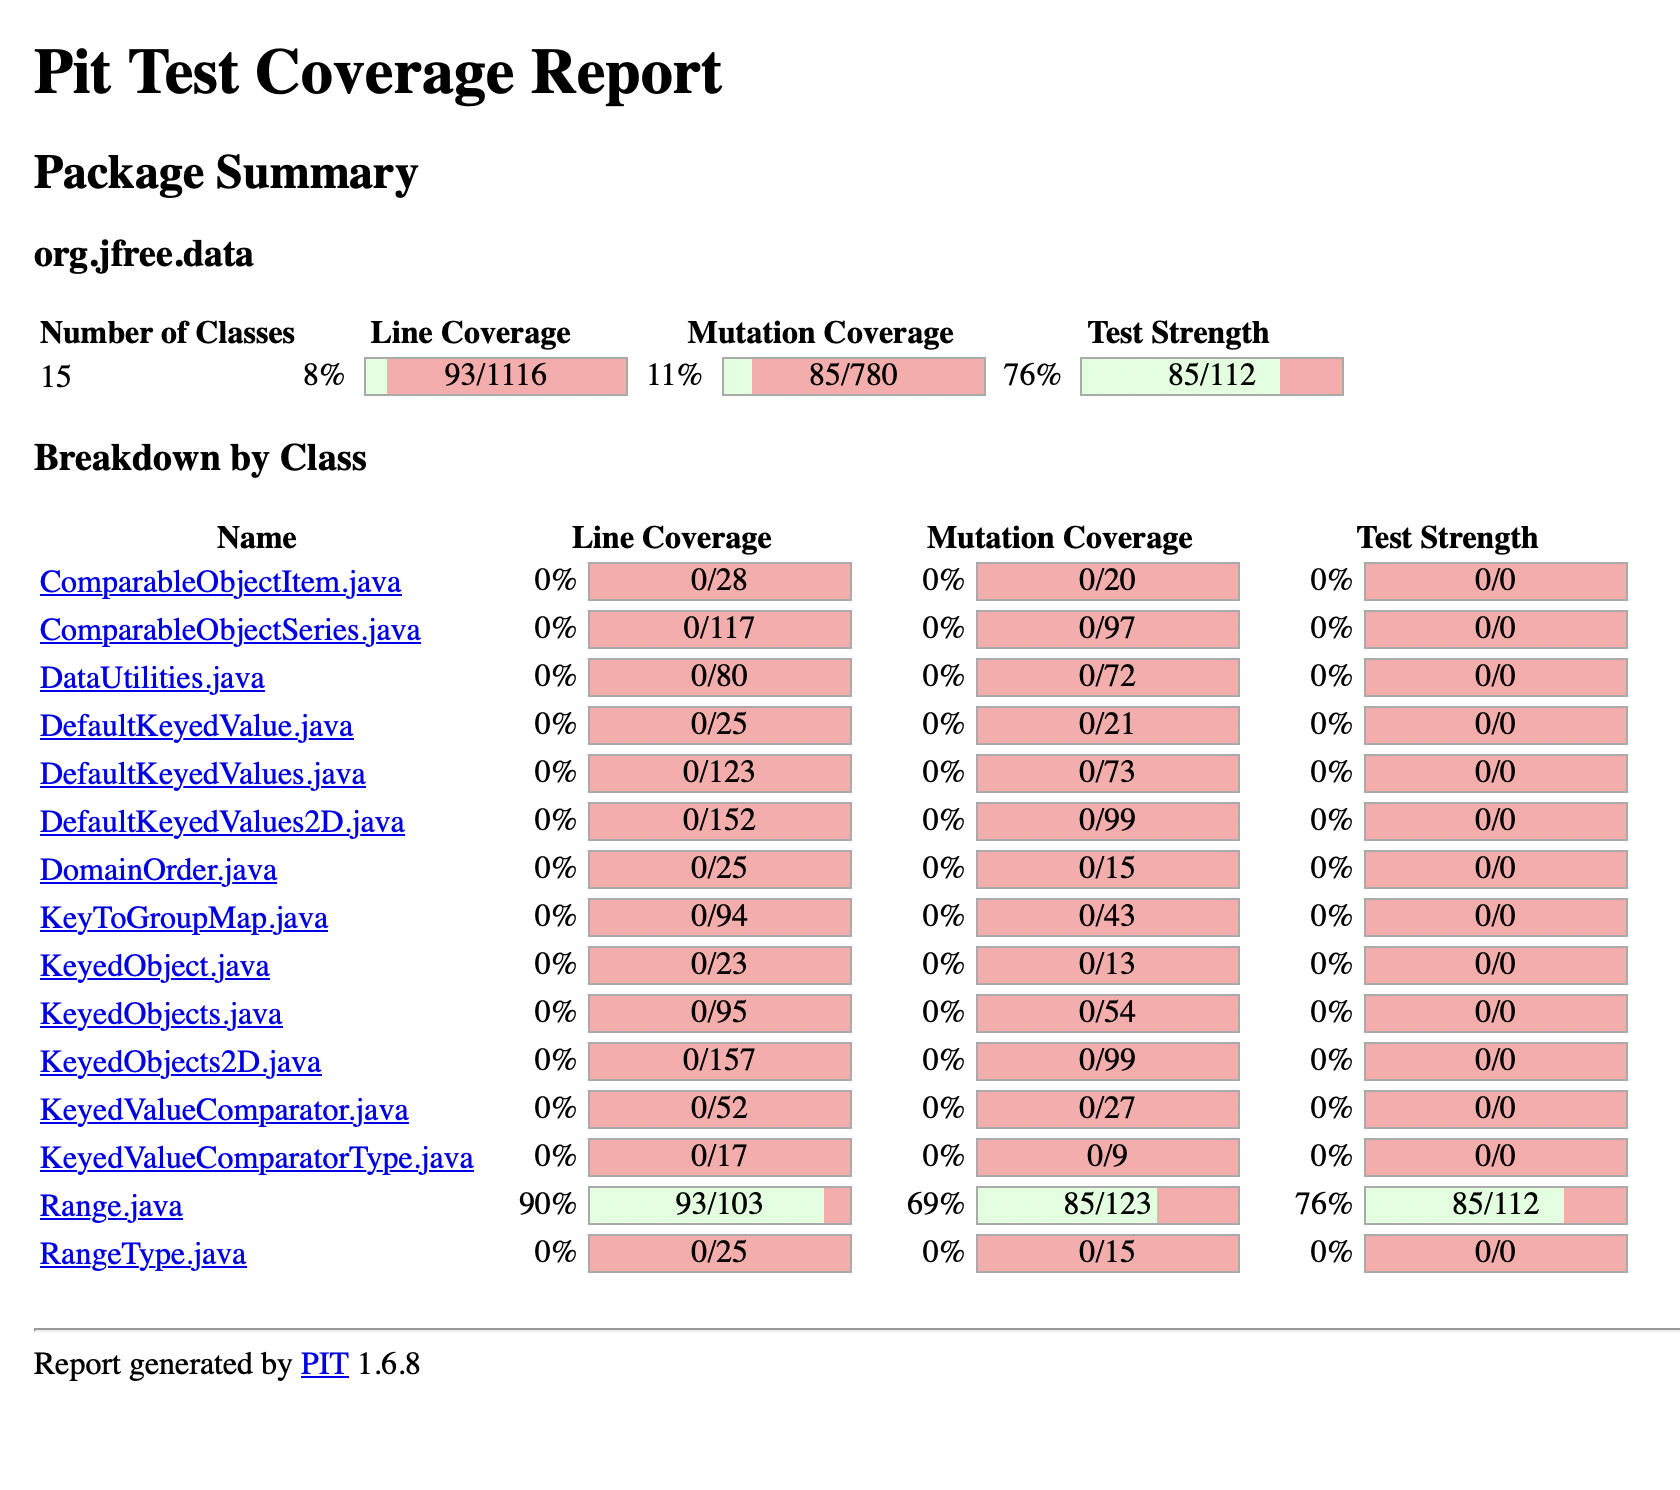 Pit Test Coverage Report
Package Summary
org.jfree.data
Number of Classes Line Coverage Mutation Coverage Test Strength
15 8% 93/1116 11% 85/780 76% 85/112
Breakdown by Class
Name Line Coverage Mutation Coverage Test Strength
ComparableObjectItem.java 0% 0/28 0% 0/20 0% 0/0
ComparableObjectSeries.java 0% 0/117 0% 0/97 0% 0/0
DataUtilities.java 0% 0/80 0% 0/72 0% 0/0
DefaultKeyedValue.java 0% 0/25 0% 0/21 0% 0/0
DefaultKeyedValues.java 0% 0/123 0% 0/73 0% 0/0
DefaultKeyedValues2D.java 0% 0/152 0% 0/99 0% 0/0
DomainOrder.java 0% 0/25 0% 0/15 0% 0/0
KeyToGroupMap.java 0% 0/94 0% 0/43 0% 0/0
KeyedObject.java 0% 0/23 0% 0/13 0% 0/0
KeyedObjects.java 0% 0/95 0% 0/54 0% 0/0
KeyedObjects2D.java 0% 0/157 0% 0/99 0% 0/0
KeyedValueComparator.java 0% 0/52 0% 0/27 0% 0/0
KeyedValueComparatorType.java 0% 0/17 0% 0/9 0% 0/0
Range.java 90% 93/103 69% 85/123 76% 85/112
RangeType.java 0% 0/25 0% 0/15 0% 0/0
Report generated by PIT 1.6.8